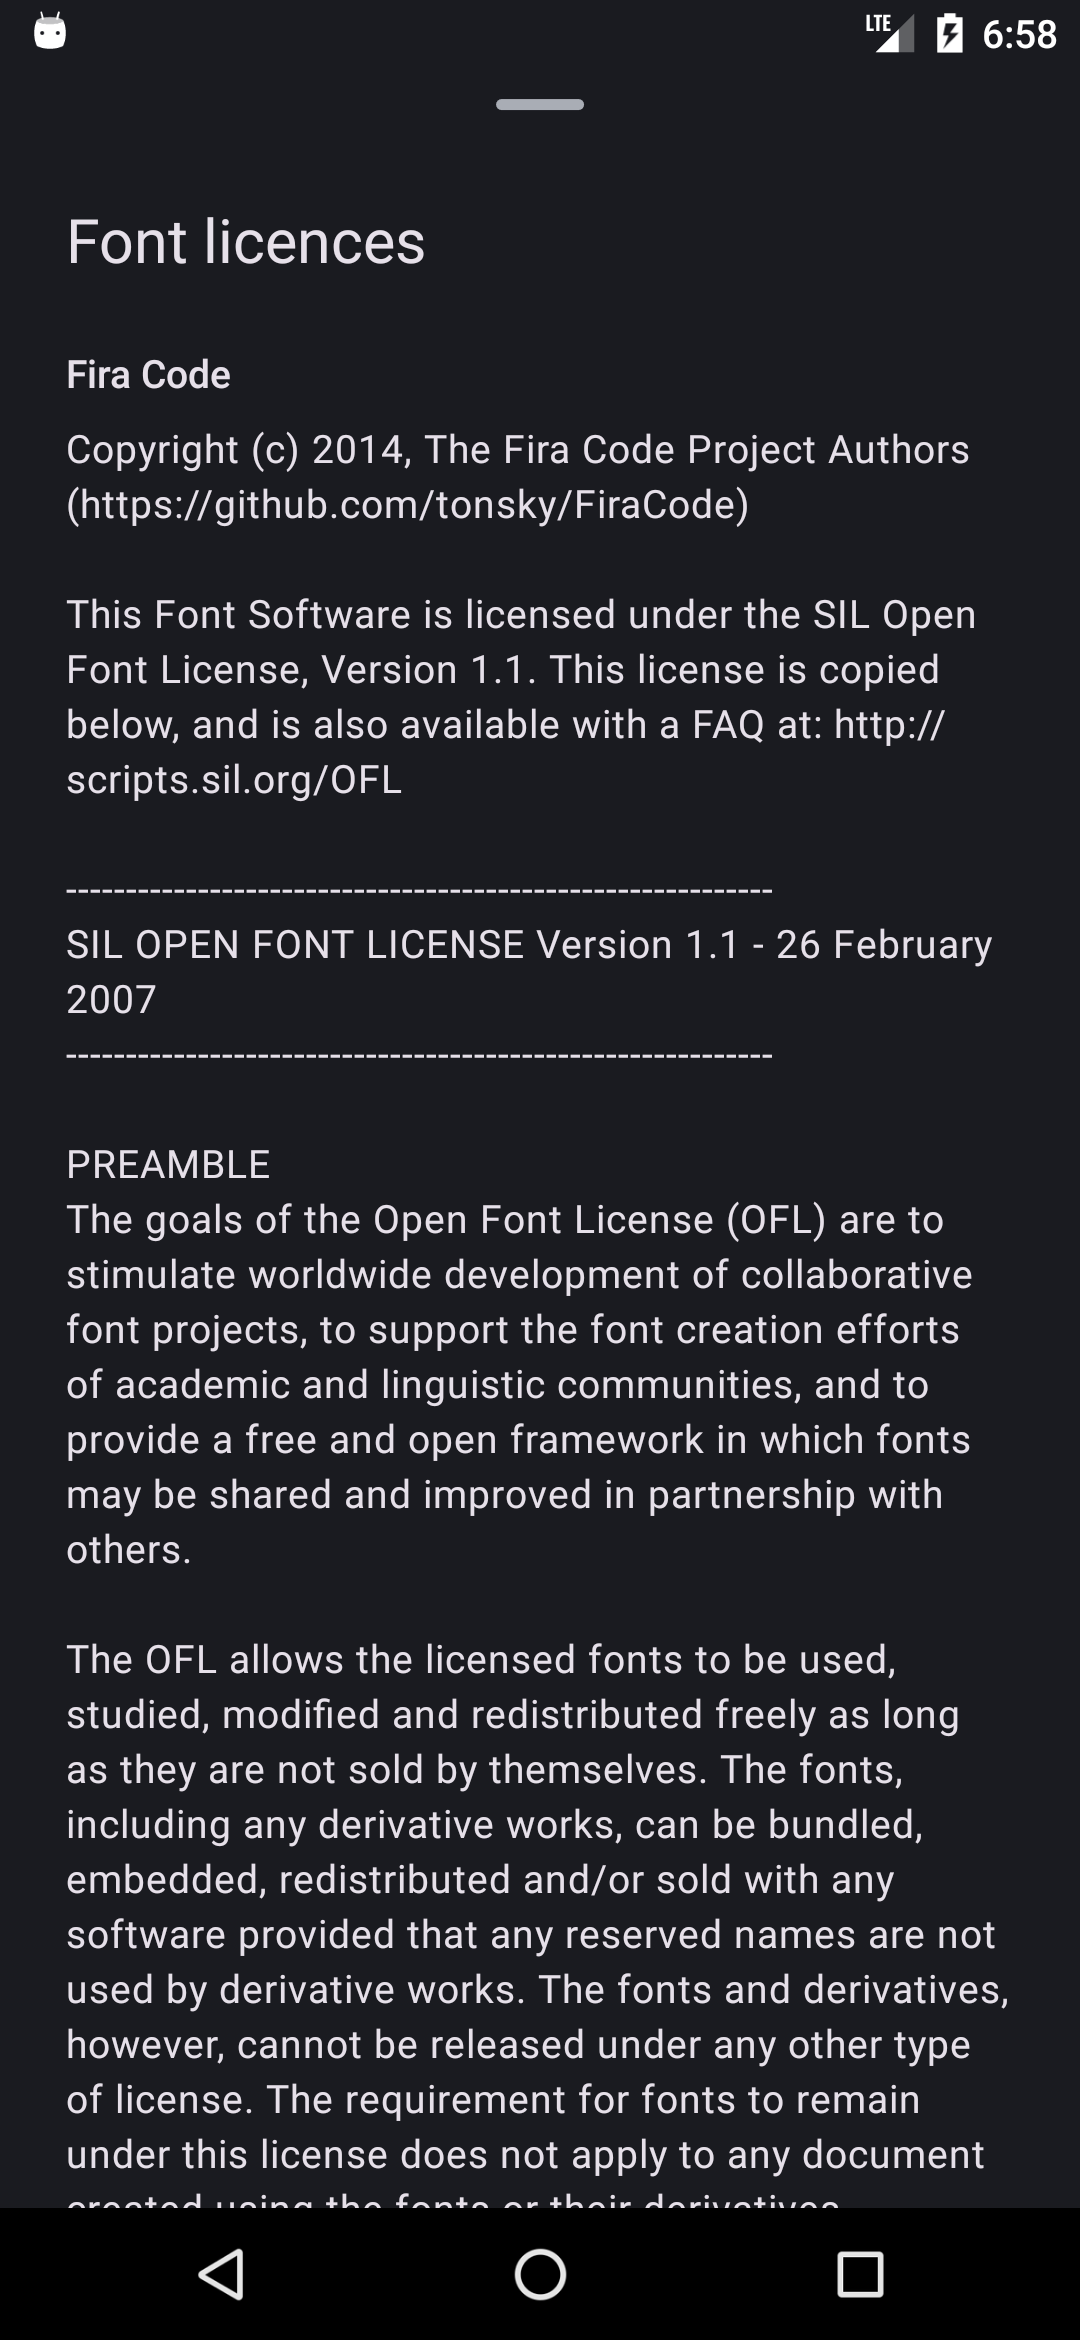 LTE 6:58
Font licences
Fira Code
Copyright (c) 2014, The Fira Code Project Authors
(https://github.com/tonsky/FiraCode)
This Font Software is licensed under the SIL Open
Font License, Version 1.1. This license is copied
below, and is also available with a FAQ at: http://
scripts.sil.org/OFL
-----------------------------------------------------------
SIL OPEN FONT LICENSE Version 1.1 - 26 February
2007
-----------------------------------------------------------
PREAMBLE
The goals of the Open Font License (OFL) are to
stimulate worldwide development of collaborative
font projects, to support the font creation efforts
of academic and linguistic communities, and to
provide a free and open framework in which fonts
may be shared and improved in partnership with
others.
The OFL allows the licensed fonts to be used,
studied, modified and redistributed freely as long
as they are not sold by themselves. The fonts,
including any derivative works, can be bundled,
embedded, redistributed and/or sold with any
software provided that any reserved names are not
used by derivative works. The fonts and derivatives,
however, cannot be released under any other type
of license. The requirement for fonts to remain
under this license does not apply to any document
created using the fonts or their derivatives.